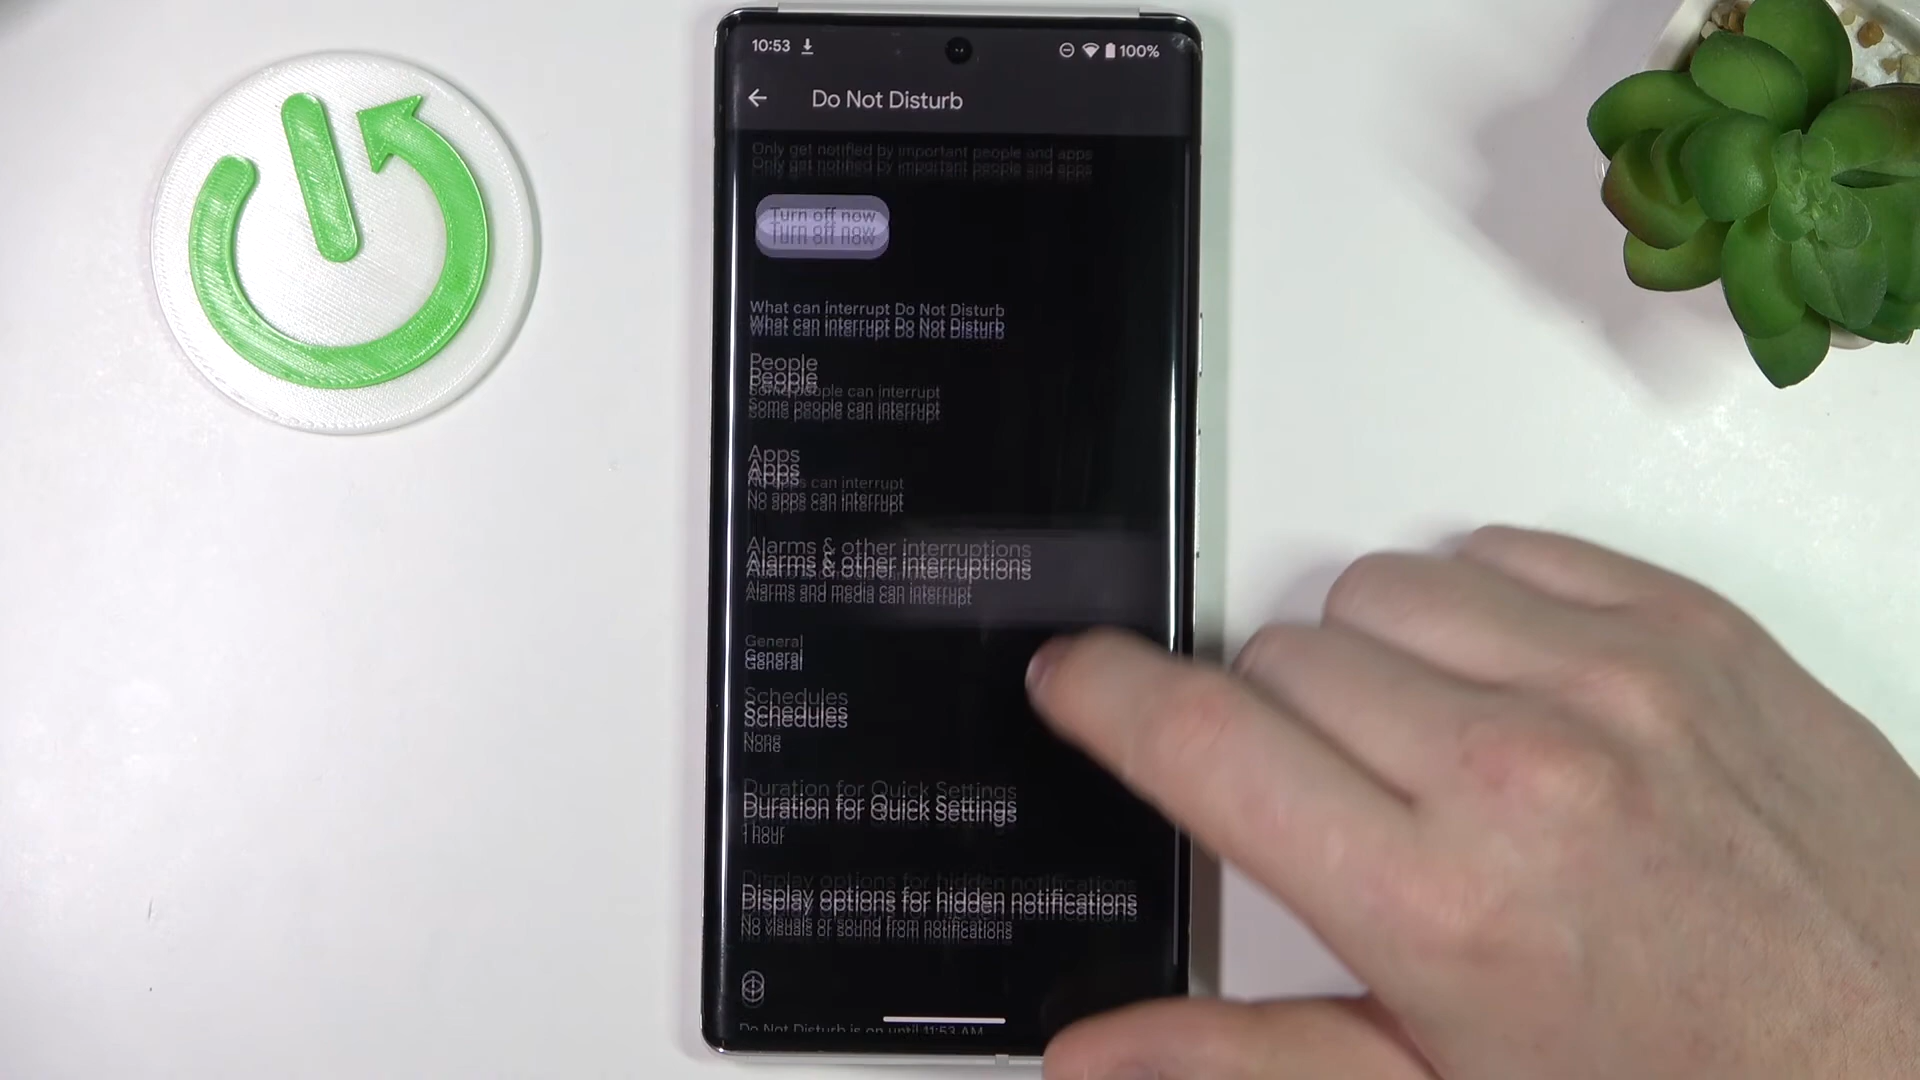 10:53 100%
Do Not Disturb
Only get notified by important people and apps
Turn off now
What can interrupt Do Not Disturb
People
Some people can interrupt
Apps
No apps can interrupt
Alarms & other interruptions
Alarms and media can interrupt
General
Schedules
None
Duration for Quick Settings
1 hour
Display options for hidden notifications
No visuals or sound from notifications
Do Not Disturb is on until 11:53 AM